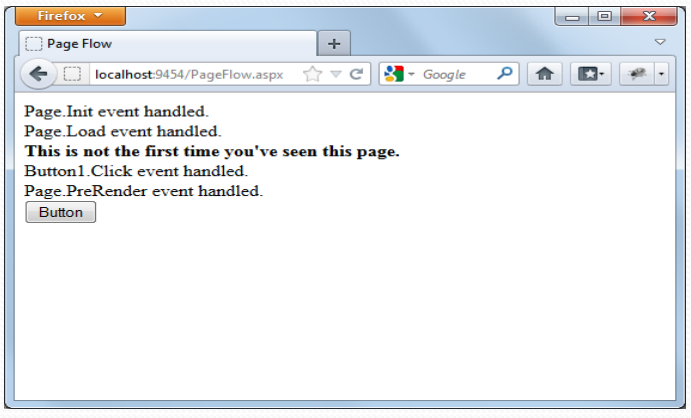 Firefox
Page Flow
localhost:9454/PageFlow.aspx
Google
Page.Init event handled.
Page.Load event handled.
This is not the first time you've seen this page.
Button1.Click event handled.
Page.PreRender event handled.
Button